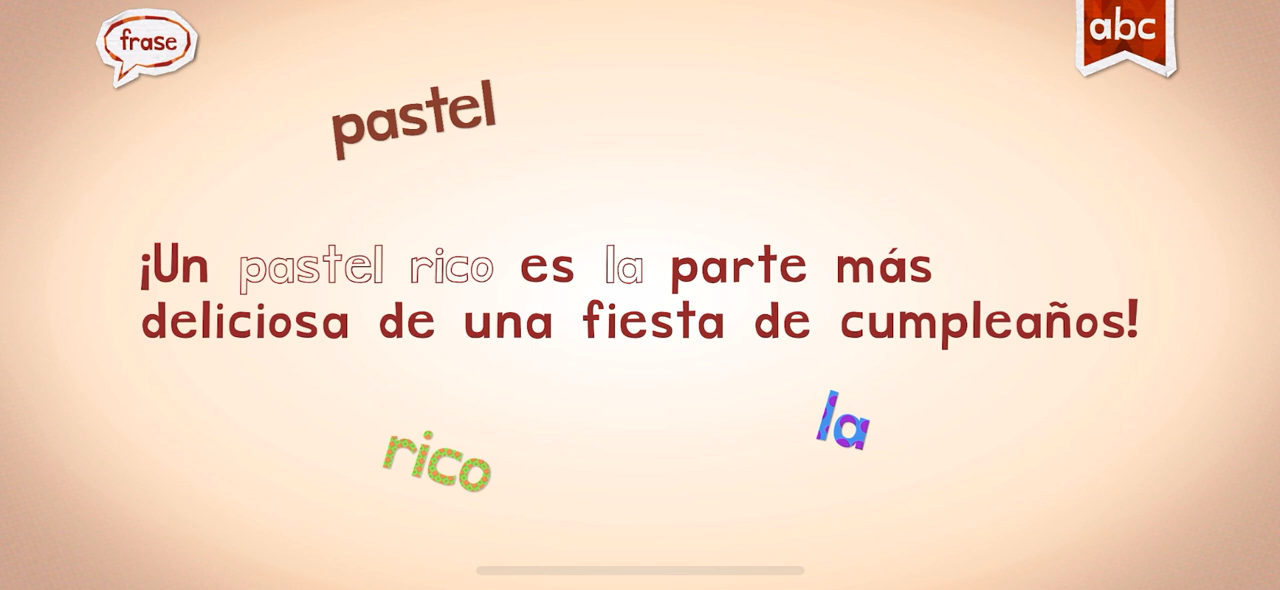 frase
abc
pastel
¡Un pastel rico es la parte más
deliciosa de una fiesta de cumpleaños!
rico
la